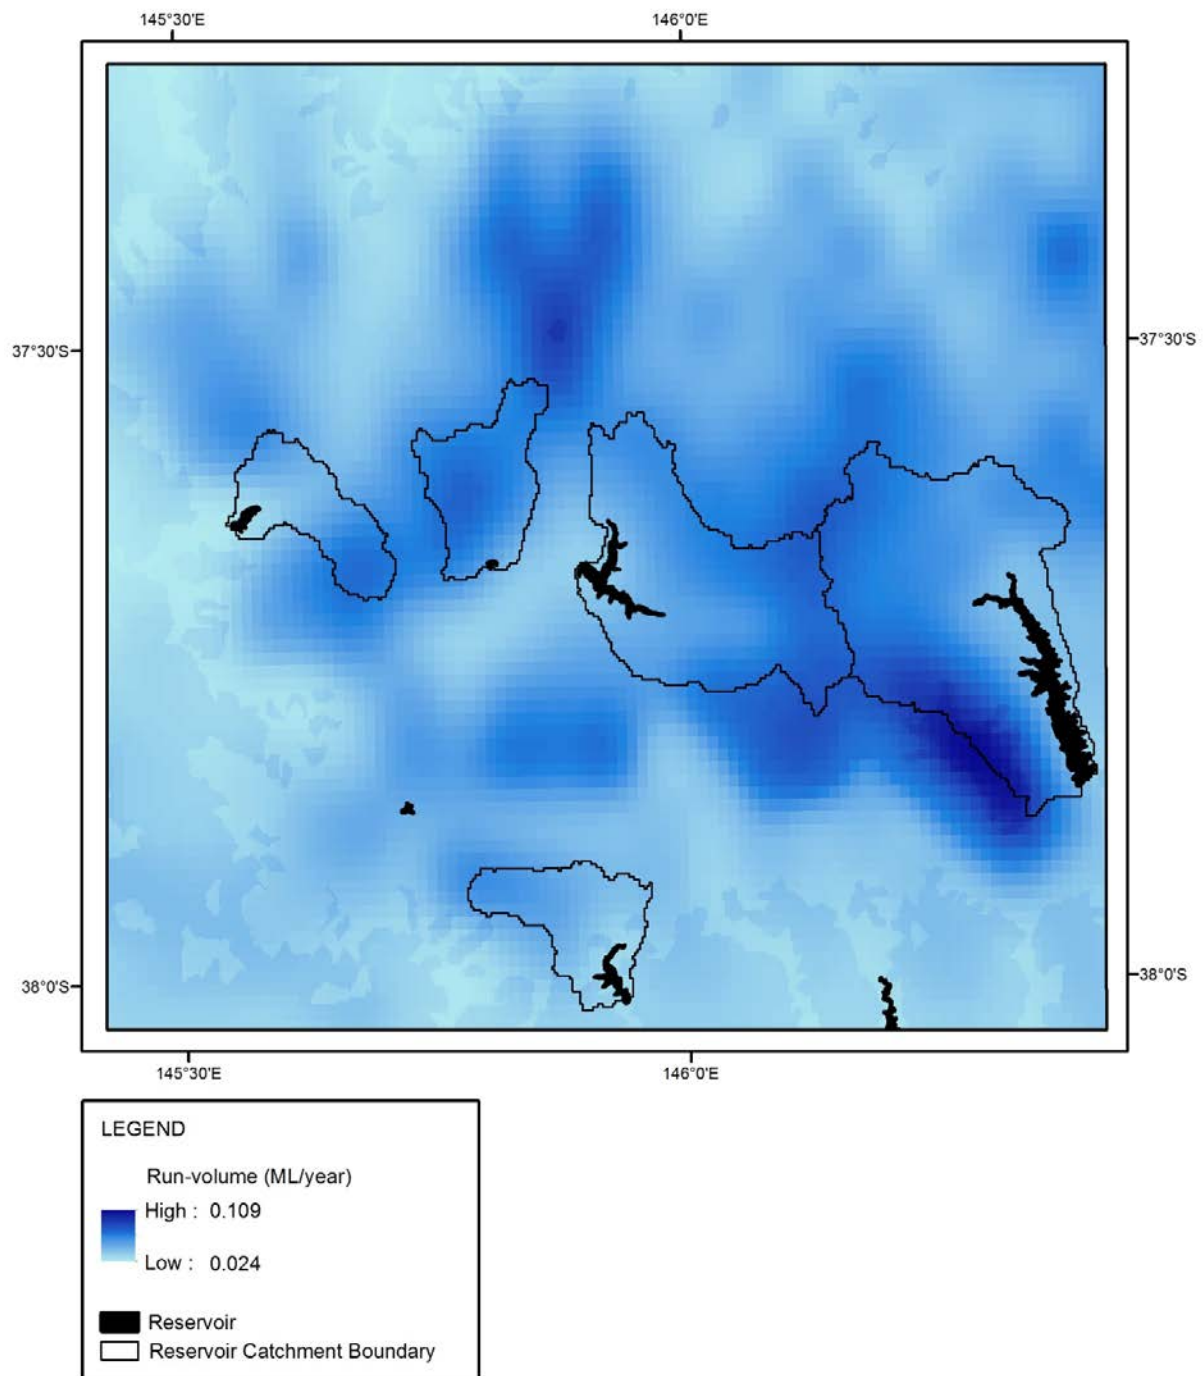 145°30'E 146°0'E
37°30'S 37°30'S
38°0'S 38°0'S
145°30'E 146°0'E
LEGEND
Run-volume (ML/year)
High : 0.109
Low : 0.024
Reservoir
Reservoir Catchment Boundary